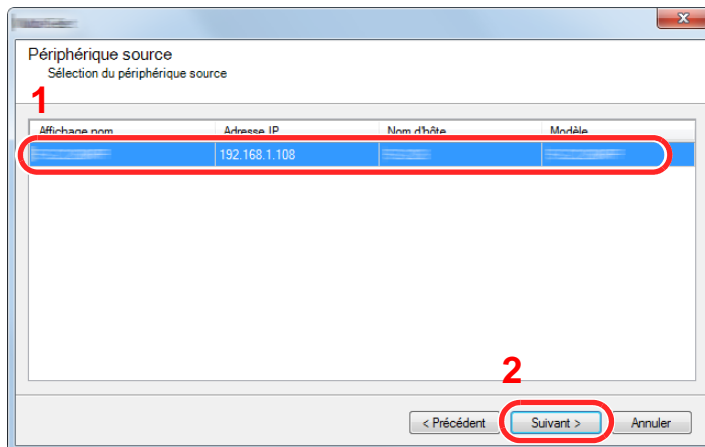 Périphérique source
Sélection du périphérique source
1
Affichage nom Adresse IP Nom d'hôte Modèle
192.168.1.108
2
< Précédent Suivant > Annuler